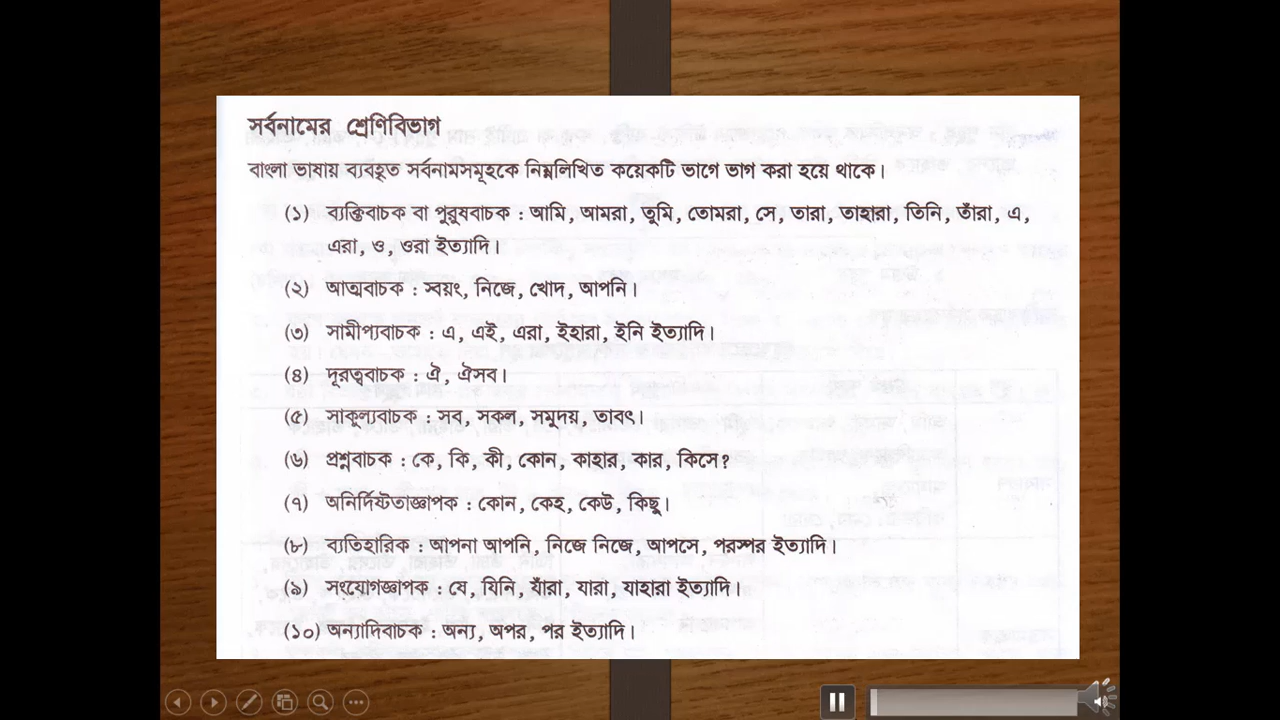 সর্বনামের শ্রেণিবিভাগ
বাংলা ভাষায় ব্যবহৃত সর্বনামসমূহকে নিম্নলিখিত কয়েকটি ভাগে ভাগ করা হয়ে থাকে।
(১) ব্যক্তিবাচক বা পুরুষবাচক : আমি, আমরা, তুমি, তোমরা, সে, তারা, তাহারা, তিনি, তাঁরা, এ,
এরা, ও, ওরা ইত্যাদি।
(২) আত্মবাচক : স্বয়ং, নিজে, খোদ, আপনি।
(৩) সামীপ্যবাচক : এ, এই, এরা, ইহারা, ইনি ইত্যাদি।
(৪) দূরত্ববাচক : ঐ, ঐসব।
(৫) সাকুল্যবাচক : সব, সকল, সমুদয়, তাবৎ।
(৬) প্রশ্নবাচক : কে, কি, কী, কোন, কাহার, কার, কিসে?
(৭) অনির্দিষ্টতাজ্ঞাপক : কোন, কেহ, কেউ, কিছু।
(৮) ব্যতিহারিক : আপনা আপনি, নিজে নিজে, আপসে, পরস্পর ইত্যাদি।
(৯) সংযোগজ্ঞাপক : যে, যিনি, যাঁরা, যারা, যাহারা ইত্যাদি।
(১০) অন্যাদিবাচক : অন্য, অপর, পর ইত্যাদি।